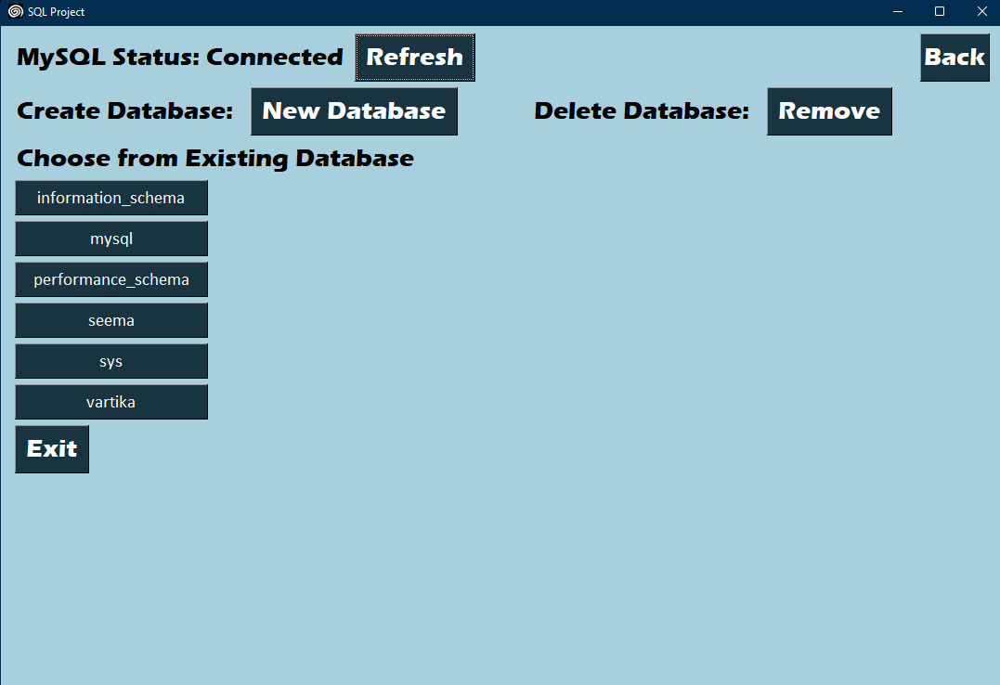 SQL Project
MySQL Status: Connected Refresh Back
Create Database: New Database Delete Database: Remove
Choose from Existing Database
information_schema
mysql
performance_schema
seema
sys
vartika
Exit